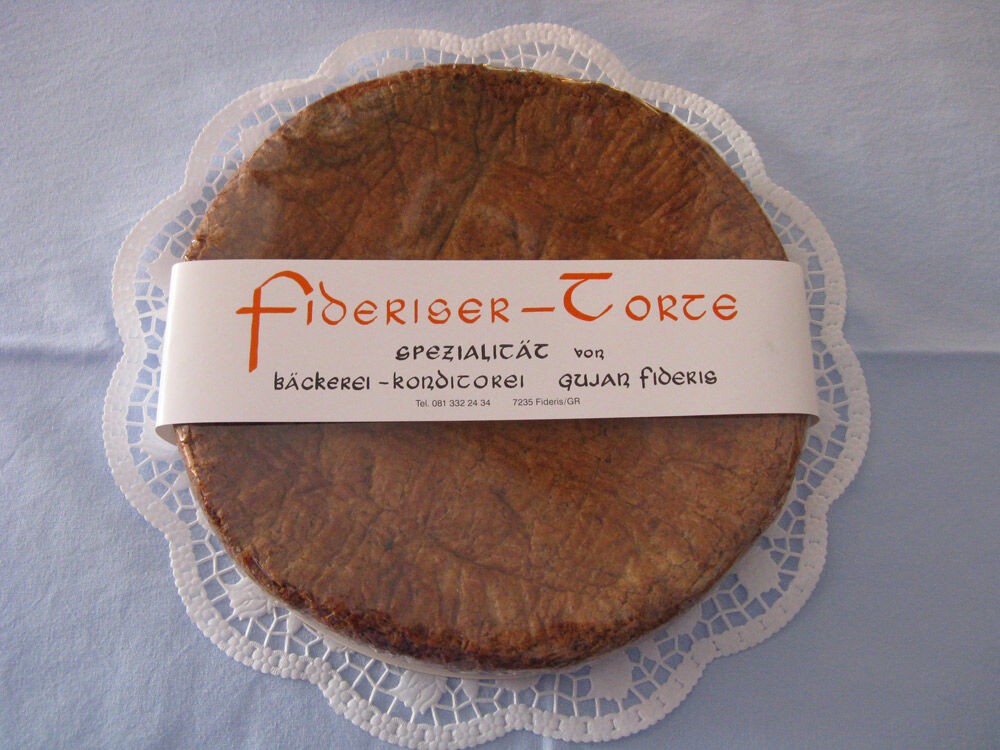 Fideriser-Torte
Spezialität von
Bäckerei-Konditorei Gujan Fideris
Tel. 081 332 24 34 7235 Fideris/GR